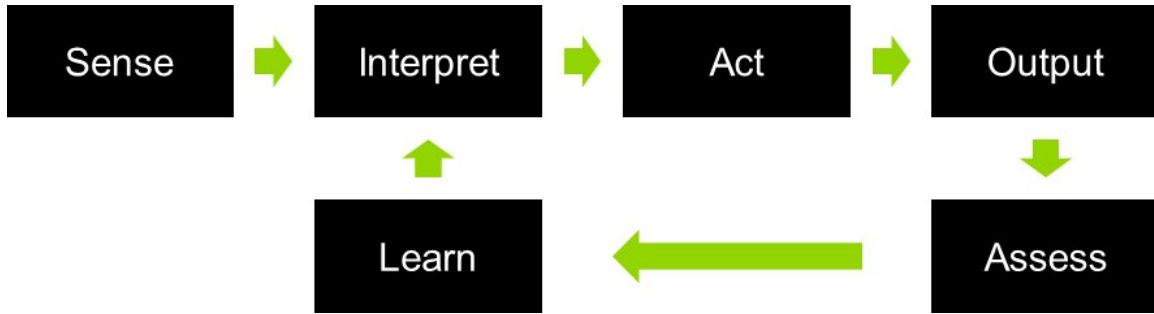 Sense
Interpret
Act
Output
Learn
Assess